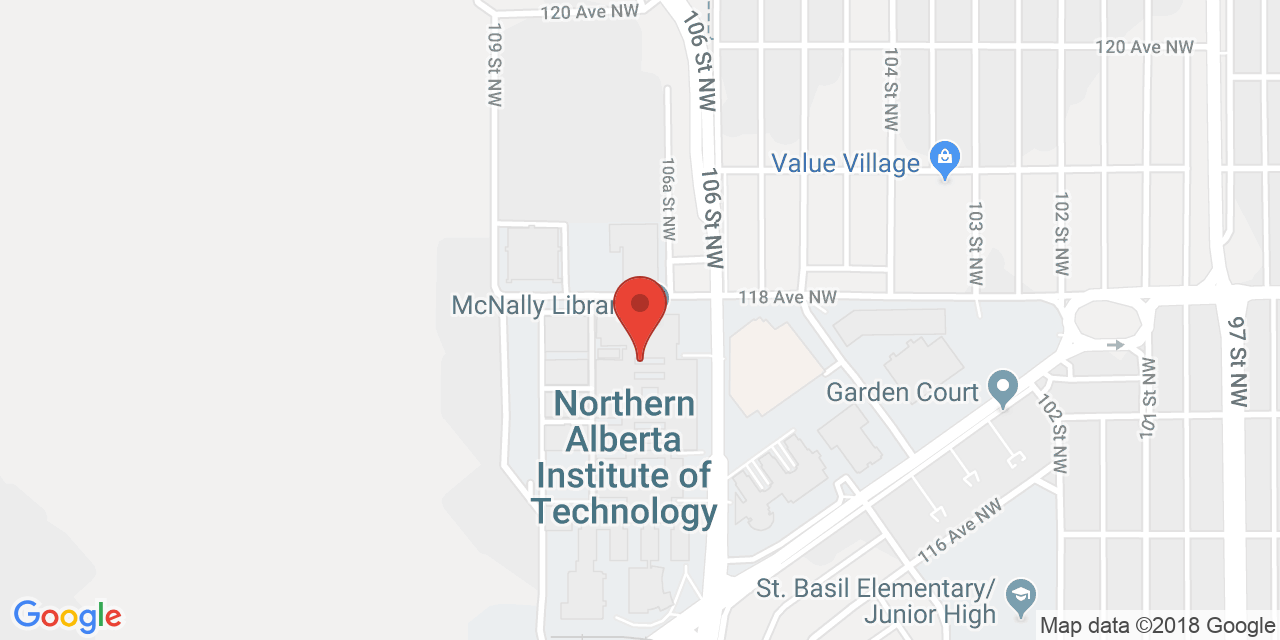 120 Ave NW
109 St NW
106 St NW
104 St NW
120 Ave NW
Value Village
106a St NW
106 St NW
103 St NW
102 St NW
118 Ave NW
McNally Librar
97 St NW
Garden Court
101 St NW
102 St NW
Northern
Alberta
Institute of
Technology
116 Ave NW
St. Basil Elementary/
Junior High
Google
Map data ©2018 Google